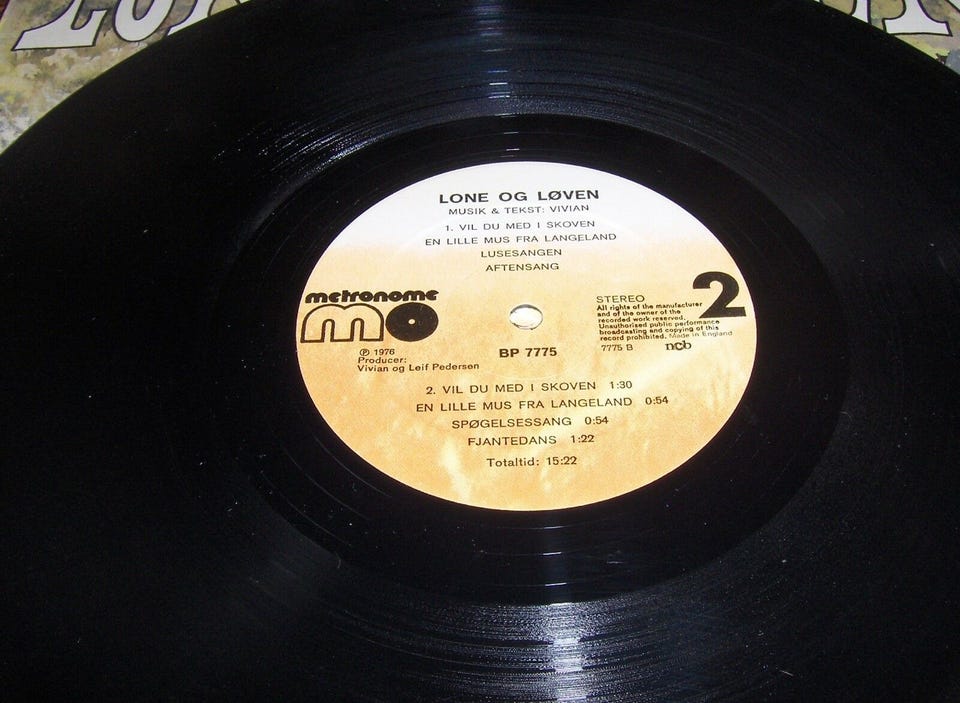 LONE OG LØVEN
MUSIK & TEKST: VIVIAN
1. VIL DU MED I SKOVEN
EN LILLE MUS FRA LANGELAND
LUSESANGEN
AFTENSANG
metronome
mo
℗ 1976
Producer:
Vivian og Leif Pedersen
BP 7775
STEREO
All rights of the manufacturer
and of the owner of the
recorded work reserved.
Unauthorised public performance
broadcasting and copying of this
record prohibited. Made in England
7775 B ncb
2
2. VIL DU MED I SKOVEN 1:30
EN LILLE MUS FRA LANGELAND 0:54
SPØGELSESSANG 0:54
FJANTEDANS 1:22
Totaltid: 15:22